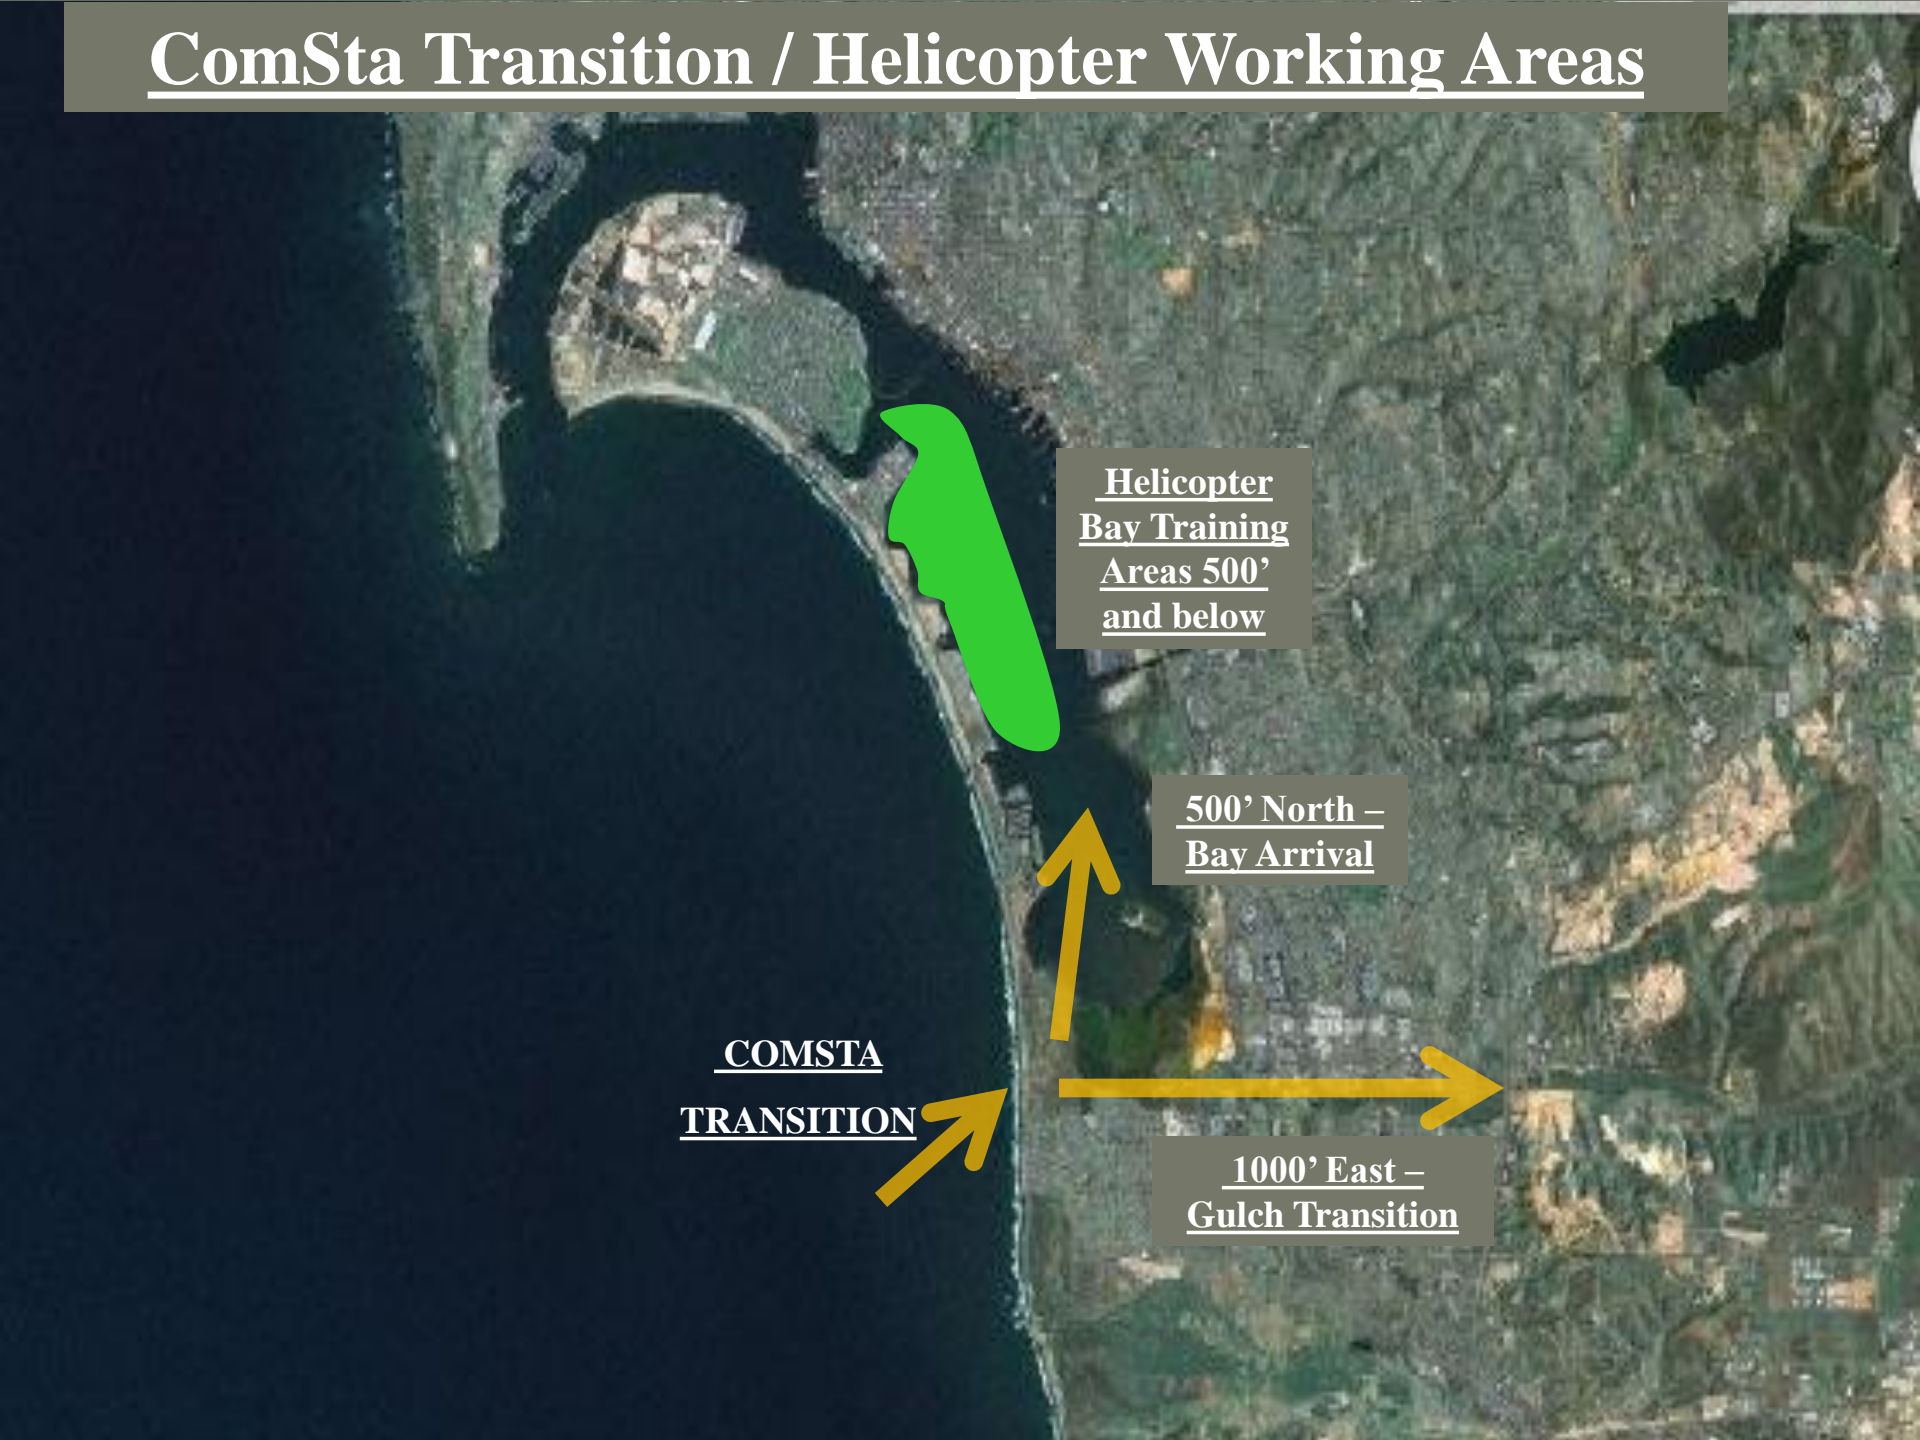 ComSta Transition / Helicopter Working Areas
Helicopter
Bay Training
Areas 500’
and below
500’ North –
Bay Arrival
COMSTA
TRANSITION
1000’ East –
Gulch Transition